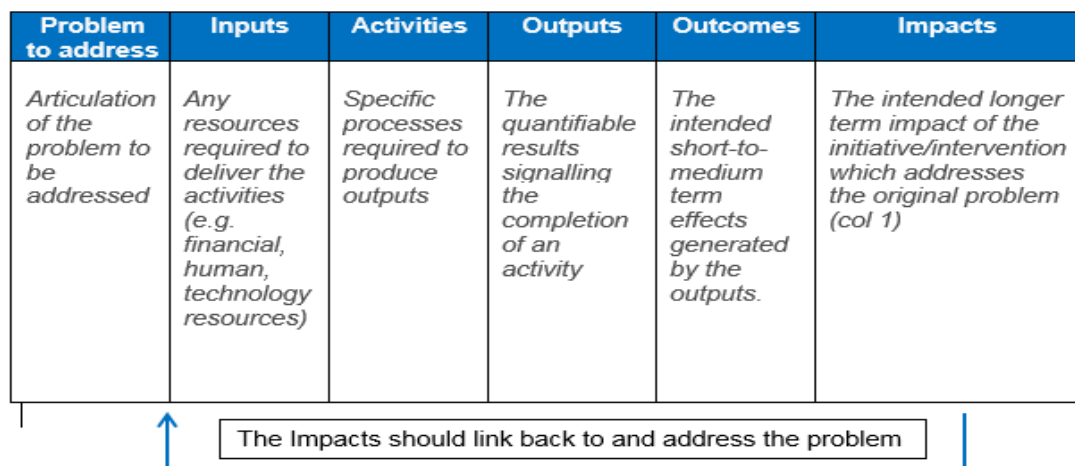 Problem to address
Inputs
Activities
Outputs
Outcomes
Impacts
Articulation
of the
problem to
be
addressed
Any
resources
required to
deliver the
activities
(e.g.
financial,
human,
technology
resources)
Specific
processes
required to
produce
outputs
The
quantifiable
results
signalling
the
completion
of an
activity
The
intended
short-to-
medium
term
effects
generated
by the
outputs.
The intended longer
term impact of the
initiative/intervention
which addresses
the original problem
(col 1)
The Impacts should link back to and address the problem